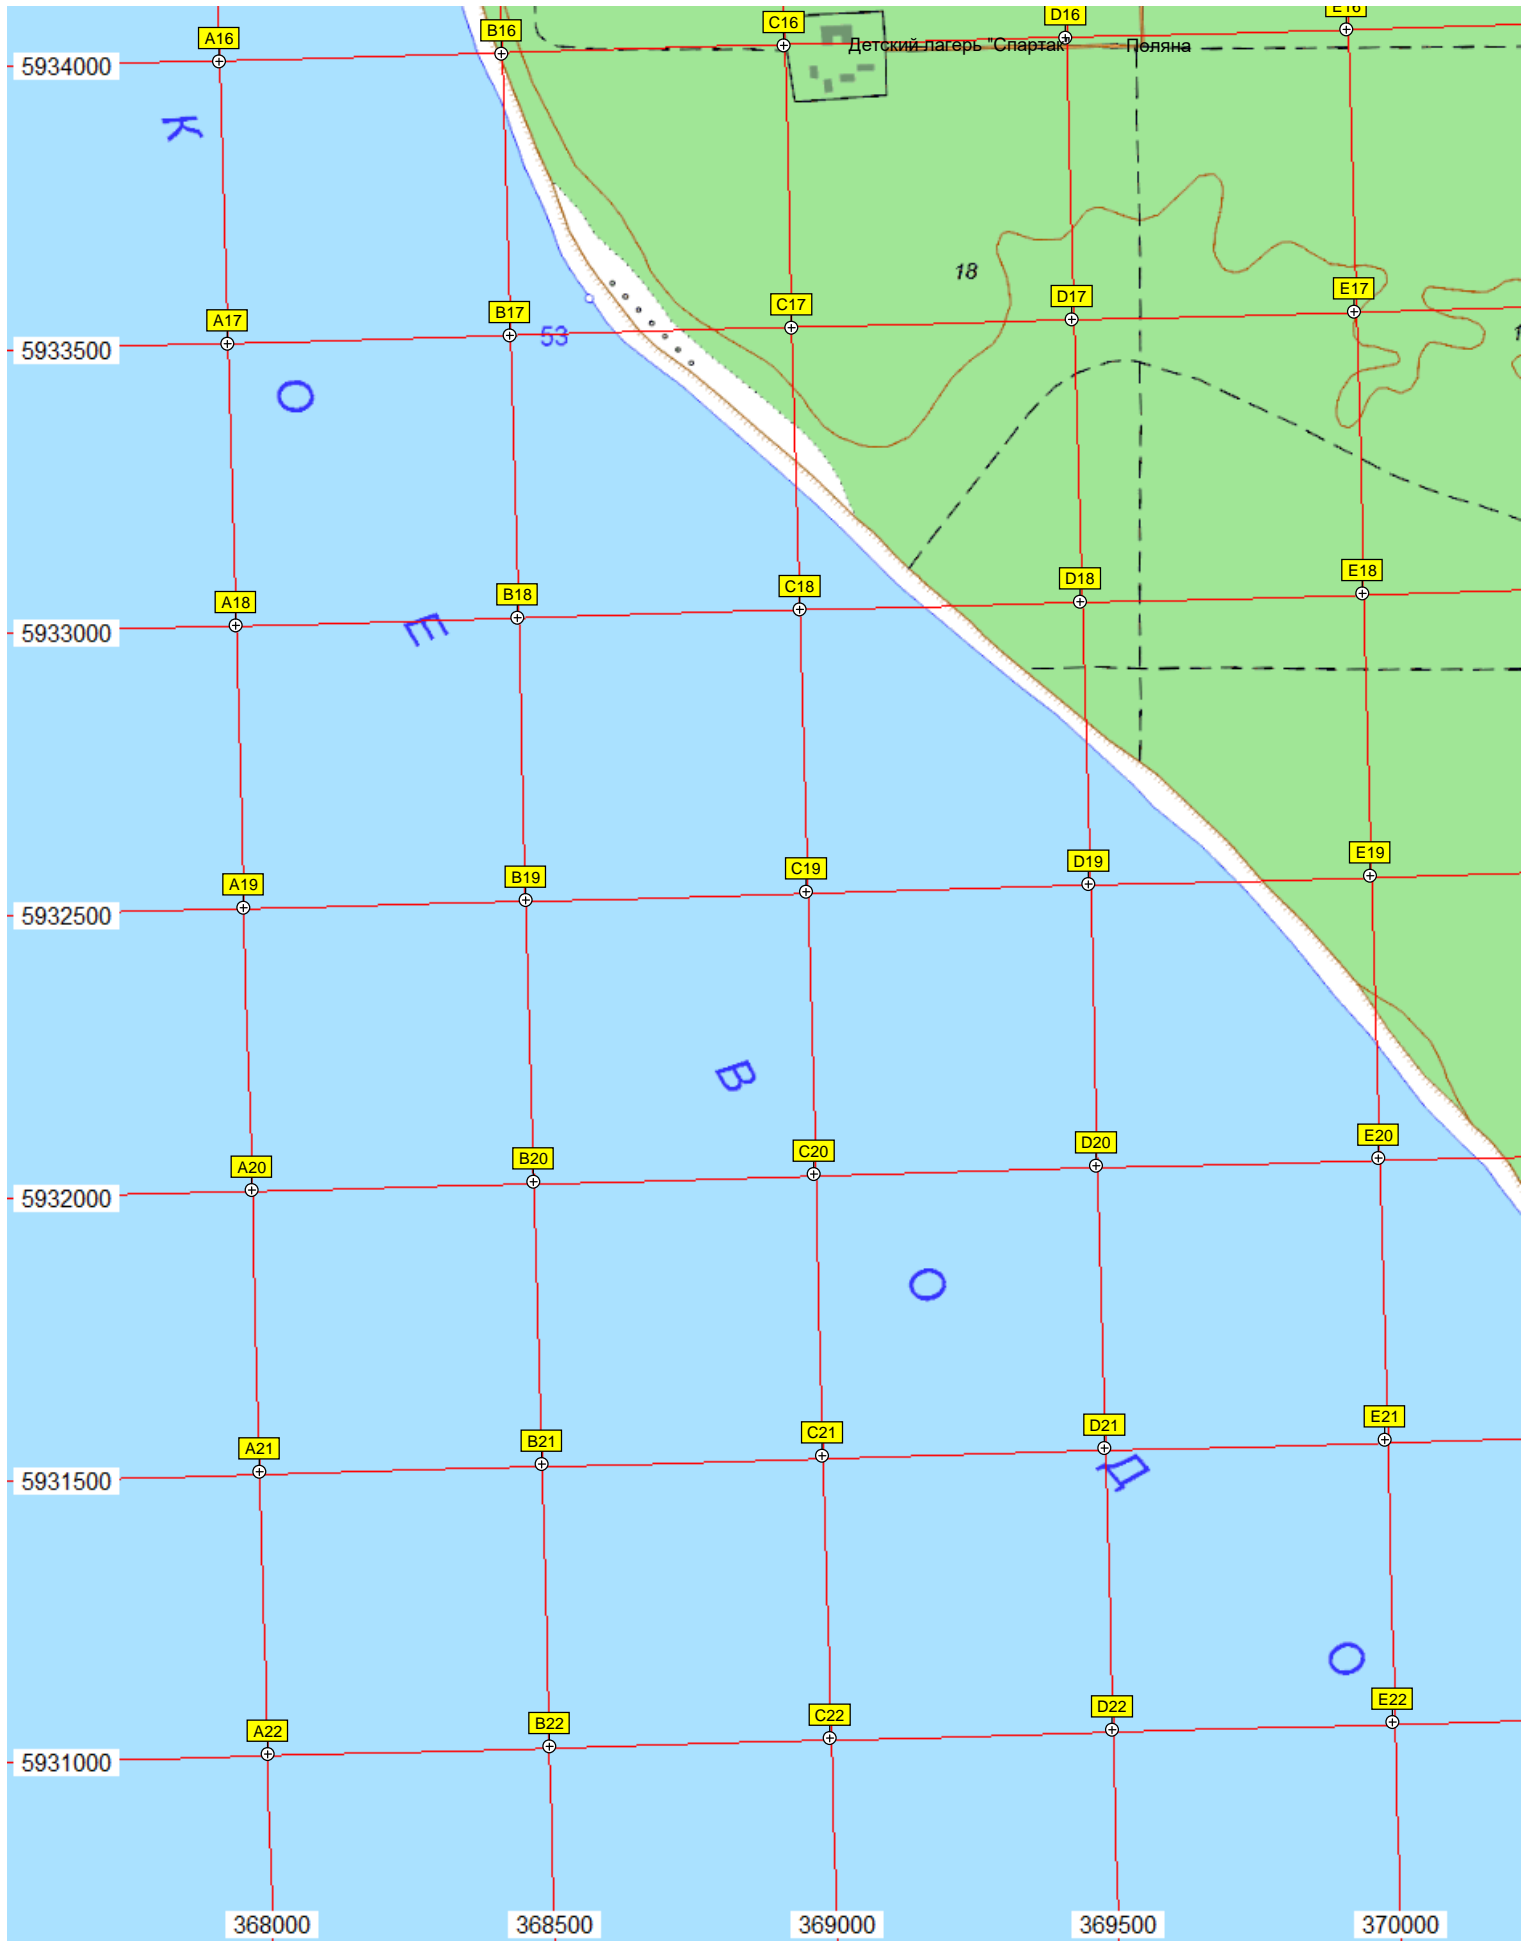 A16 B16 C16 D16 E16
5934000
Детский лагерь "Спартак" Поляна
К
18
A17 B17 C17 D17 E17
53
5933500
О
A18 B18 C18 D18 E18
5933000
Е
A19 B19 C19 D19 E19
5932500
В
A20 B20 C20 D20 E20
5932000
О
A21 B21 C21 D21 E21
5931500
Д
О
A22 B22 C22 D22 E22
5931000
368000 368500 369000 369500 370000